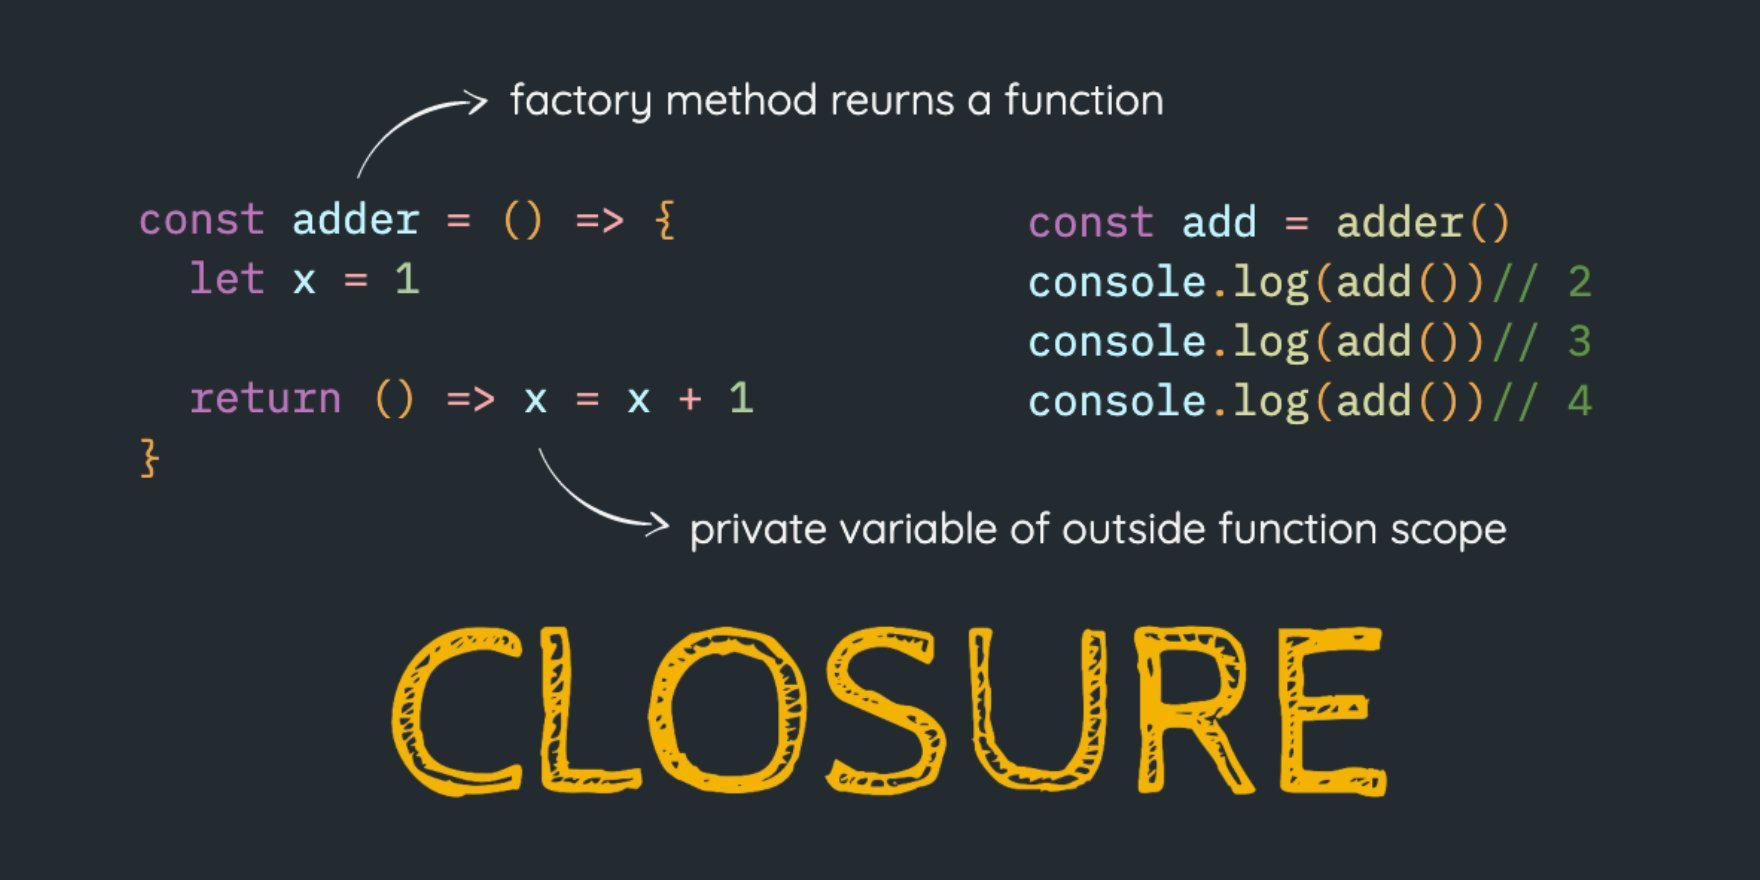 factory method reurns a function
const adder = () => {
let x = 1
return () => x = x + 1
}
const add = adder()
console.log(add())// 2
console.log(add())// 3
console.log(add())// 4
private variable of outside function scope
CLOSURE